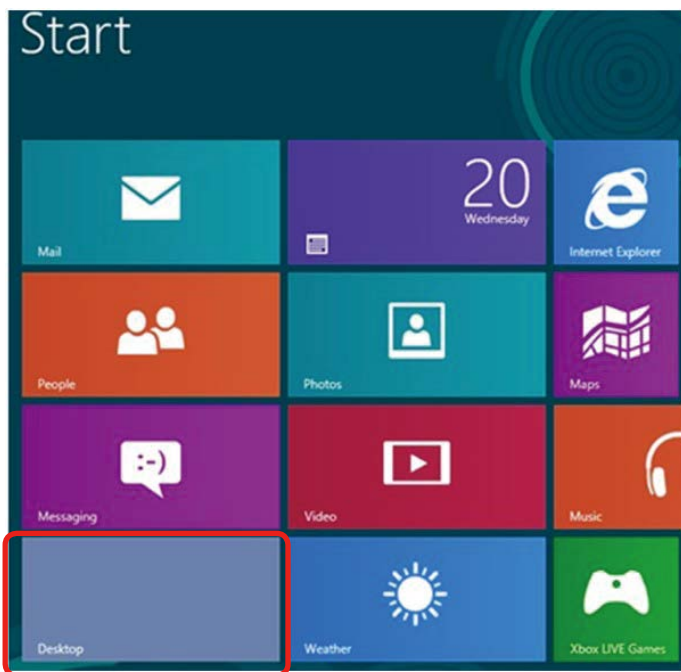 Start
Mail
20
Wednesday
Internet Explorer
People
Photos
Maps
:-)
Messaging
Video
Music
Desktop
Weather
Xbox LIVE Games